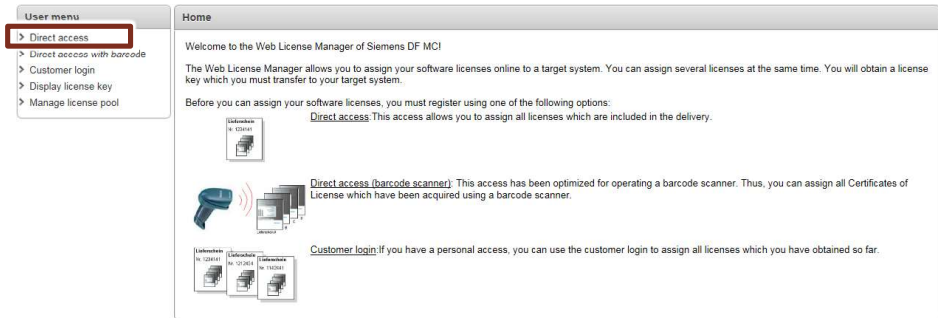 User menu
> Direct access
> Direct access with barcode
> Customer login
> Display license key
> Manage license pool
Home
Welcome to the Web License Manager of Siemens DF MC!
The Web License Manager allows you to assign your software licenses online to a target system. You can assign several licenses at the same time. You will obtain a license
key which you must transfer to your target system.
Before you can assign your software licenses, you must register using one of the following options:
Lieferschein
Nr. 1234141
Direct access:This access allows you to assign all licenses which are included in the delivery.
Direct access (barcode scanner): This access has been optimized for operating a barcode scanner. Thus, you can assign all Certificates of
License which have been acquired using a barcode scanner.
Lieferschein
Nr. 1234141
Lieferschein
Nr. 1212424
Lieferschein
Nr. 1143141
Customer login:If you have a personal access, you can use the customer login to assign all licenses which you have obtained so far.